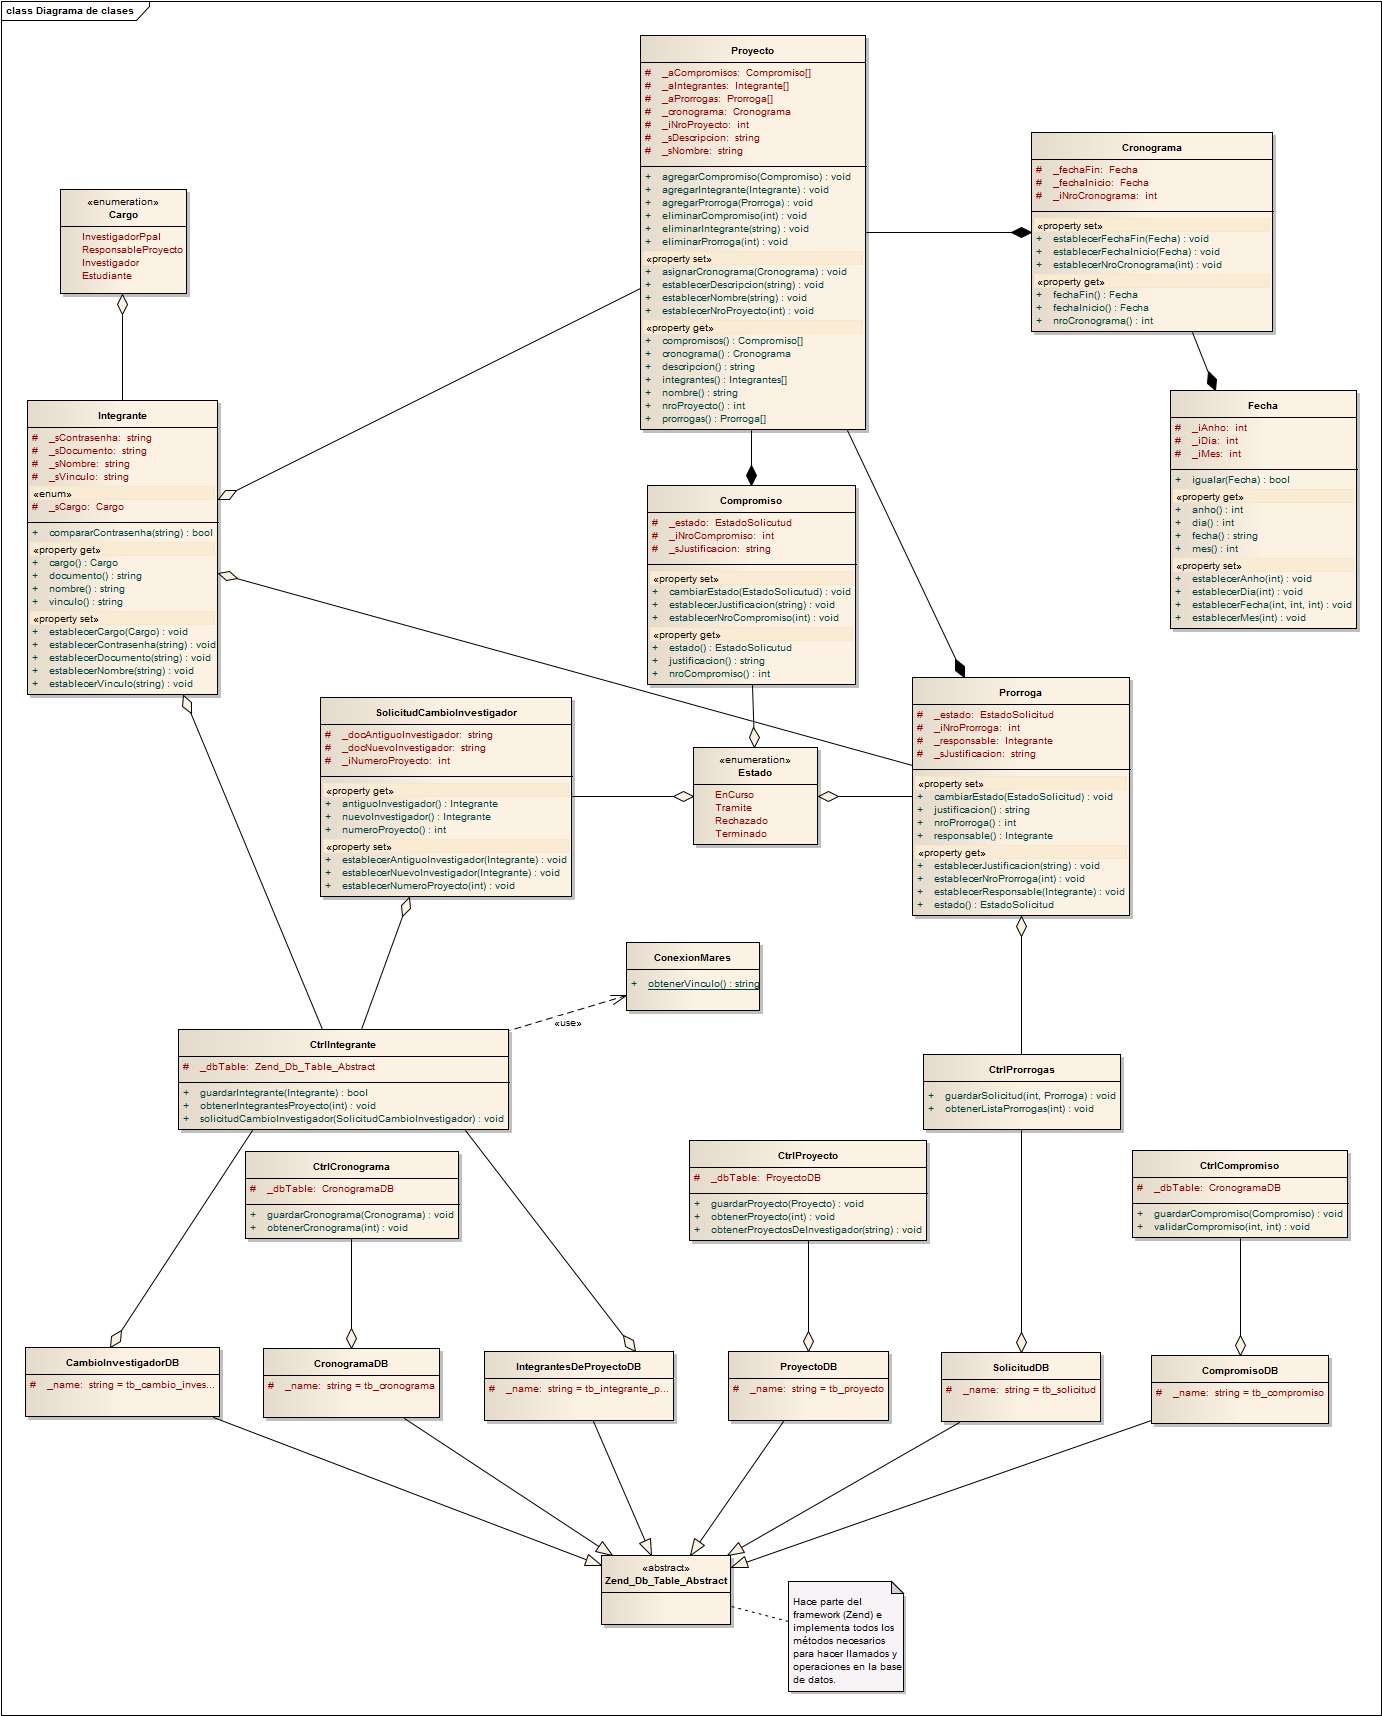 class Diagrama de clases
Proyecto
# _aCompromisos: Compromiso[]
# _aIntegrantes: Integrante[]
# _aProrrogas: Prorroga[]
# _cronograma: Cronograma
# _iNroProyecto: int
# _sDescripcion: string
# _sNombre: string
+ agregarCompromiso(Compromiso) : void
+ agregarIntegrante(Integrante) : void
+ agregarProrroga(Prorroga) : void
+ eliminarCompromiso(int) : void
+ eliminarIntegrante(string) : void
+ eliminarProrroga(int) : void
«property set»
+ asignarCronograma(Cronograma) : void
+ establecerDescripcion(string) : void
+ establecerNombre(string) : void
+ establecerNroProyecto(int) : void
«property get»
+ compromisos() : Compromiso[]
+ cronograma() : Cronograma
+ descripcion() : string
+ integrantes() : Integrantes[]
+ nombre() : string
+ nroProyecto() : int
+ prorrogas() : Prorroga[]
Cronograma
# _fechaFin: Fecha
# _fechaInicio: Fecha
# _iNroCronograma: int
«property set»
+ establecerFechaFin(Fecha) : void
+ establecerFechaInicio(Fecha) : void
+ establecerNroCronograma(int) : void
«property get»
+ fechaFin() : Fecha
+ fechaInicio() : Fecha
+ nroCronograma() : int
«enumeration»
Cargo
InvestigadorPpal
ResponsableProyecto
Investigador
Estudiante
Integrante
# _sContrasenha: string
# _sDocumento: string
# _sNombre: string
# _sVinculo: string
«enum»
# _sCargo: Cargo
+ compararContrasenha(string) : bool
«property get»
+ cargo() : Cargo
+ documento() : string
+ nombre() : string
+ vinculo() : string
«property set»
+ establecerCargo(Cargo) : void
+ establecerContrasenha(string) : void
+ establecerDocumento(string) : void
+ establecerNombre(string) : void
+ establecerVinculo(string) : void
Fecha
# _iAnho: int
# _iDia: int
# _iMes: int
+ igualar(Fecha) : bool
«property get»
+ anho() : int
+ dia() : int
+ fecha() : string
+ mes() : int
«property set»
+ establecerAnho(int) : void
+ establecerDia(int) : void
+ establecerFecha(int, int, int) : void
+ establecerMes(int) : void
Compromiso
# _estado: EstadoSolicutud
# _iNroCompromiso: int
# _sJustificacion: string
«property set»
+ cambiarEstado(EstadoSolicutud) : void
+ establecerJustificacion(string) : void
+ establecerNroCompromiso(int) : void
«property get»
+ estado() : EstadoSolicutud
+ justificacion() : string
+ nroCompromiso() : int
SolicitudCambioInvestigador
# _docAntiguoInvestigador: string
# _docNuevoInvestigador: string
# _iNumeroProyecto: int
«property get»
+ antiguoInvestigador() : Integrante
+ nuevoInvestigador() : Integrante
+ numeroProyecto() : int
«property set»
+ establecerAntiguoInvestigador(Integrante) : void
+ establecerNuevoInvestigador(Integrante) : void
+ establecerNumeroProyecto(int) : void
«enumeration»
Estado
EnCurso
Tramite
Rechazado
Terminado
Prorroga
# _estado: EstadoSolicitud
# _iNroProrroga: int
# _responsable: Integrante
# _sJustificacion: string
«property set»
+ cambiarEstado(EstadoSolicitud) : void
+ justificacion() : string
+ nroProrroga() : int
+ responsable() : Integrante
«property get»
+ establecerJustificacion(string) : void
+ establecerNroProrroga(int) : void
+ establecerResponsable(Integrante) : void
+ estado() : EstadoSolicitud
ConexionMares
+ obtenerVinculo() : string
«use»
CtrlIntegrante
# _dbTable: Zend_Db_Table_Abstract
+ guardarIntegrante(Integrante) : bool
+ obtenerIntegrantesProyecto(int) : void
+ solicitudCambioInvestigador(SolicitudCambioInvestigador) : void
CtrlProrrogas
+ guardarSolicitud(int, Prorroga) : void
+ obtenerListaProrrogas(int) : void
CtrlCronograma
# _dbTable: CronogramaDB
+ guardarCronograma(Cronograma) : void
+ obtenerCronograma(int) : void
CtrlProyecto
# _dbTable: ProyectoDB
+ guardarProyecto(Proyecto) : void
+ obtenerProyecto(int) : void
+ obtenerProyectosDeInvestigador(string) : void
CtrlCompromiso
# _dbTable: CronogramaDB
+ guardarCompromiso(Compromiso) : void
+ validarCompromiso(int, int) : void
CambioInvestigadorDB
# _name: string = tb_cambio_inves...
CronogramaDB
# _name: string = tb_cronograma
IntegrantesDeProyectoDB
# _name: string = tb_integrante_p...
ProyectoDB
# _name: string = tb_proyecto
SolicitudDB
# _name: string = tb_solicitud
CompromisoDB
# _name: string = tb_compromiso
«abstract»
Zend_Db_Table_Abstract
Hace parte del
framework (Zend) e
implementa todos los
métodos necesarios
para hacer llamados y
operaciones en la base
de datos.